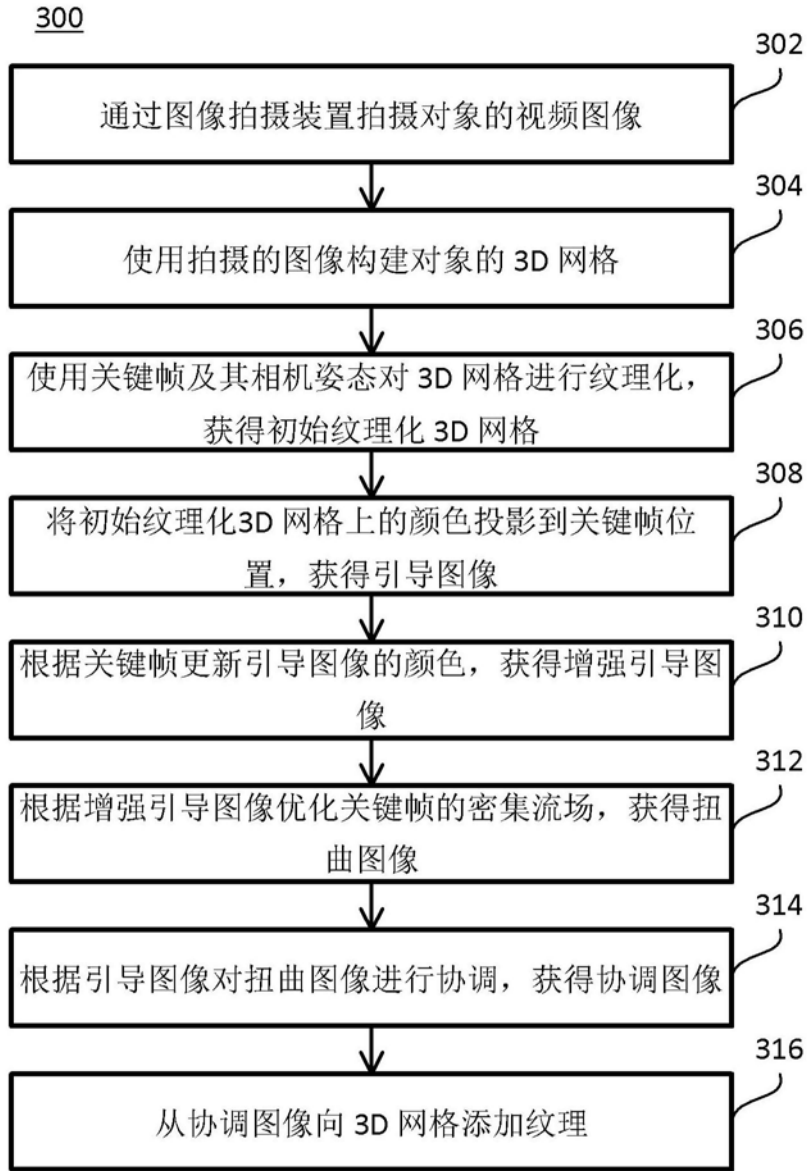 300
302
通过图像拍摄装置拍摄对象的视频图像
304
使用拍摄的图像构建对象的 3D 网格
306
使用关键帧及其相机姿态对 3D 网格进行纹理化，
获得初始纹理化 3D 网格
308
将初始纹理化3D 网格上的颜色投影到关键帧位
置，获得引导图像
310
根据关键帧更新引导图像的颜色，获得增强引导图
像
312
根据增强引导图像优化关键帧的密集流场，获得扭
曲图像
314
根据引导图像对扭曲图像进行协调，获得协调图像
316
从协调图像向 3D 网格添加纹理